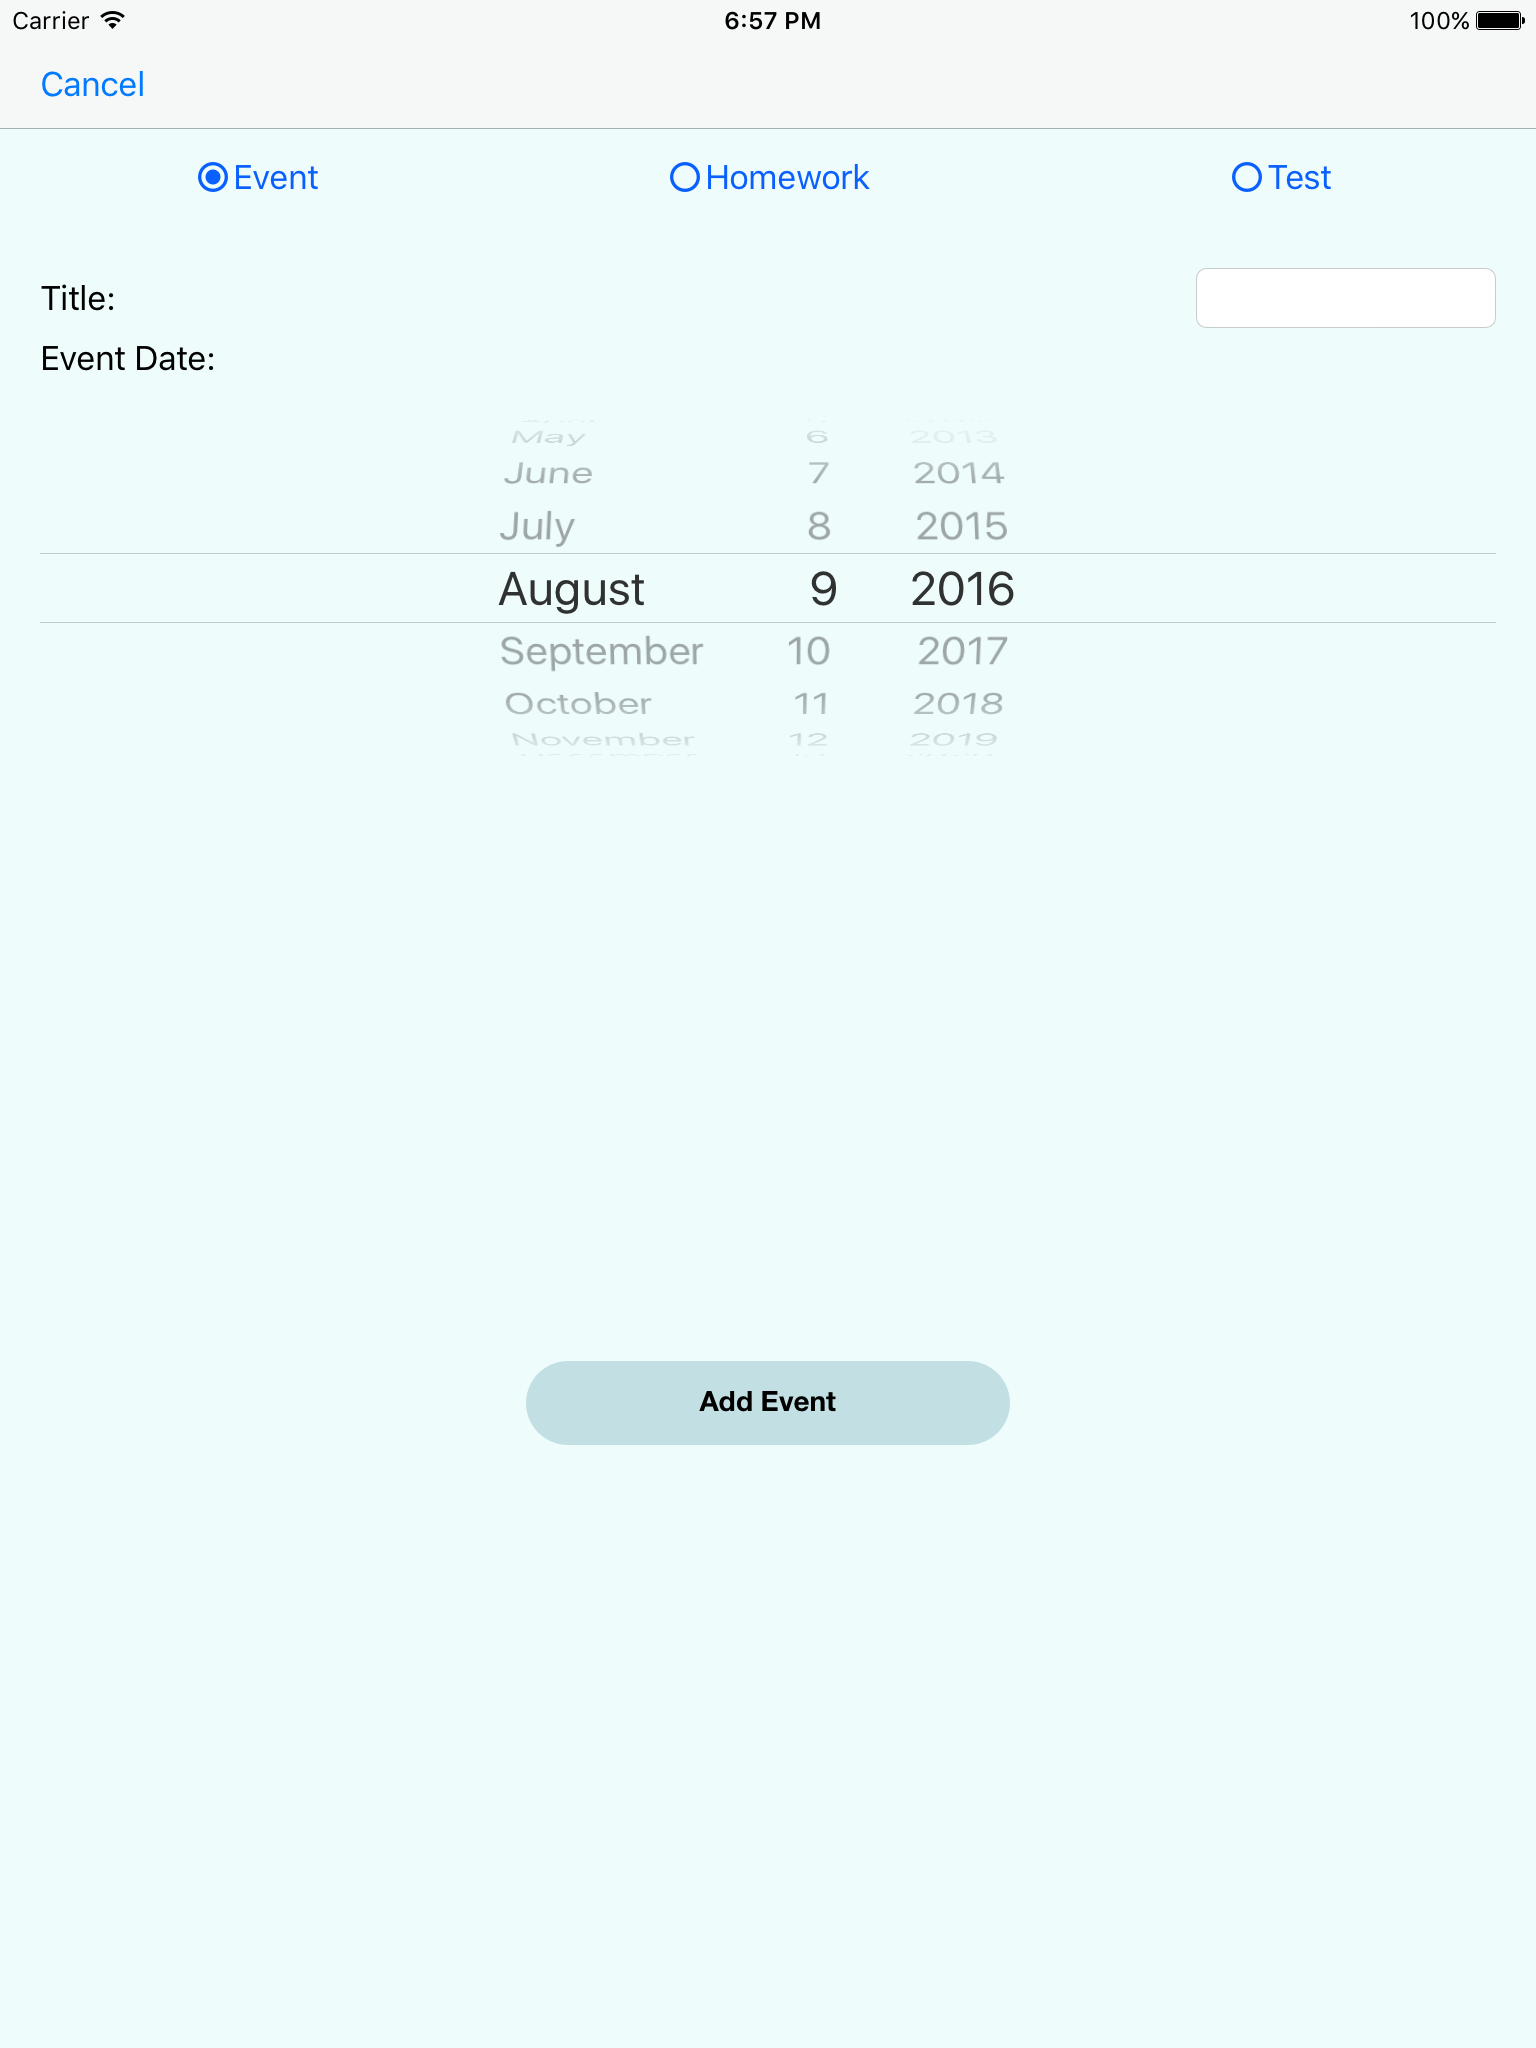 Carrier 6:57 PM 100%
Cancel
Event Homework Test
Title:
Event Date:
May 6 2013
June 7 2014
July 8 2015
August 9 2016
September 10 2017
October 11 2018
November 12 2019
Add Event